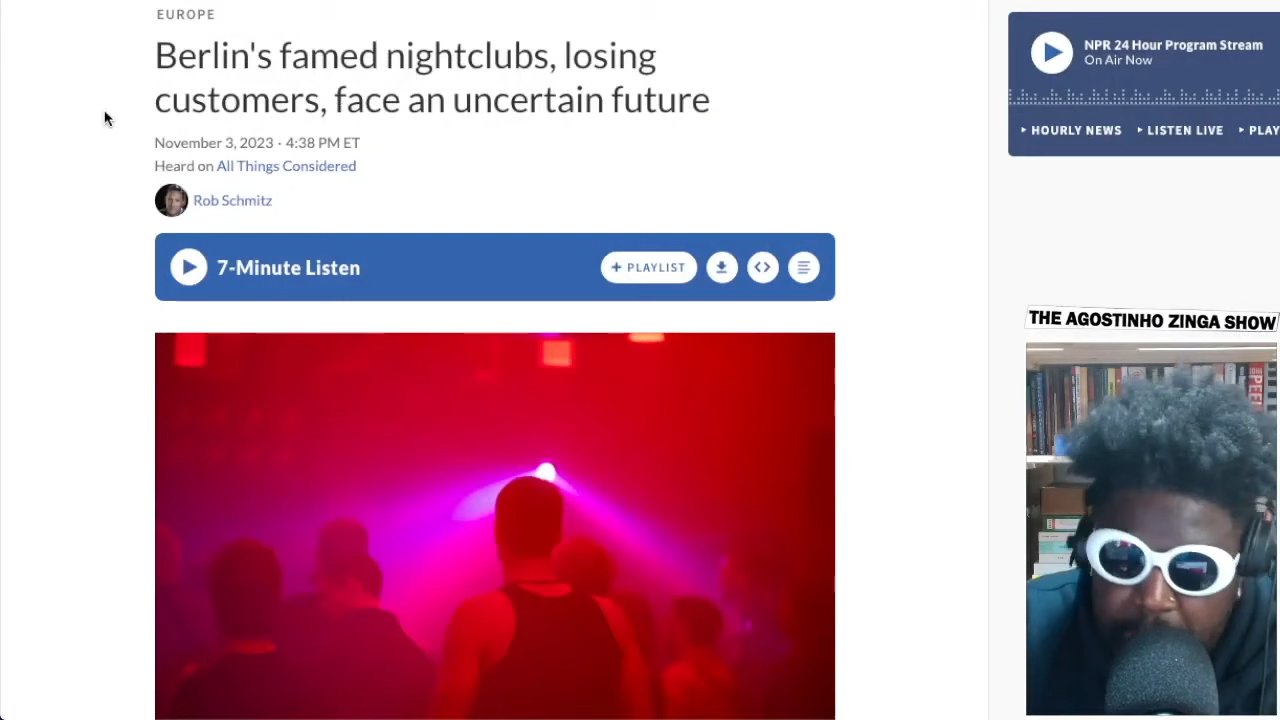 EUROPE
Berlin's famed nightclubs, losing
customers, face an uncertain future
November 3, 2023 · 4:38 PM ET
Heard on All Things Considered
Rob Schmitz
7-Minute Listen
+ PLAYLIST
NPR 24 Hour Program Stream
On Air Now
HOURLY NEWS
LISTEN LIVE
PLAY
THE AGOSTINHO ZINGA SHOW